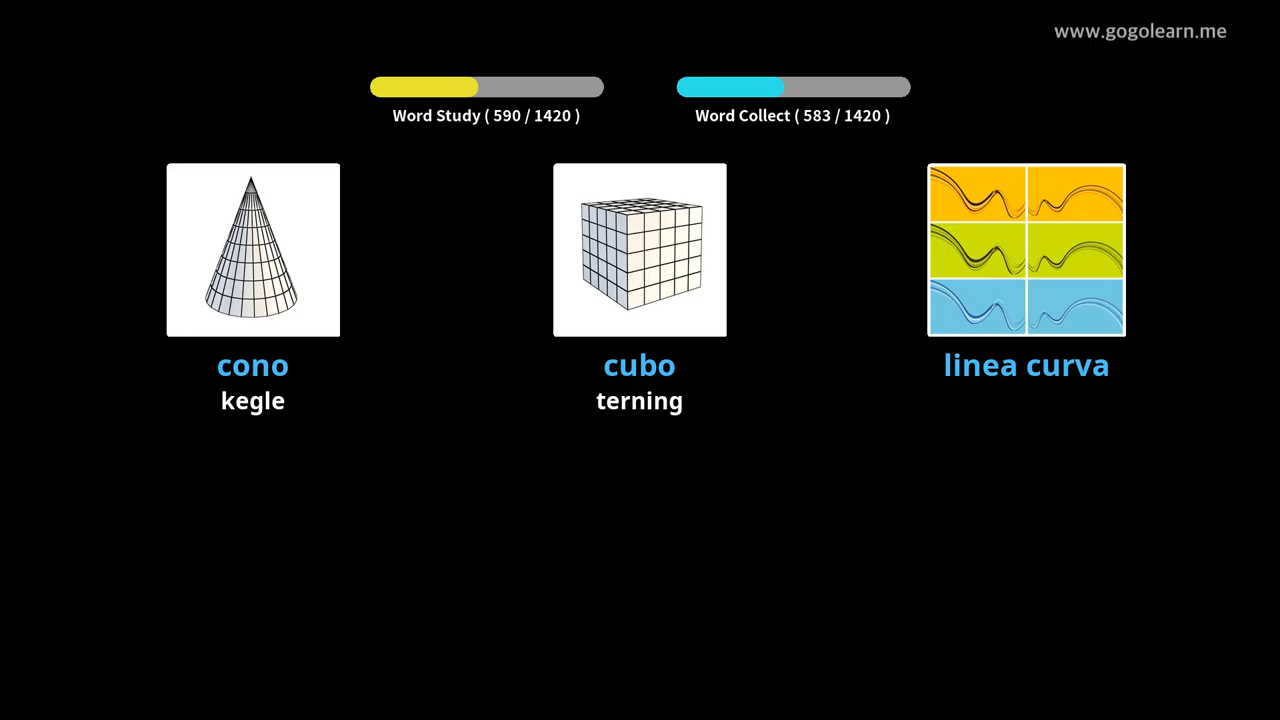 www.gogolearn.me
Word Study ( 590 / 1420 )
Word Collect ( 583 / 1420 )
cono
kegle
cubo
terning
linea curva